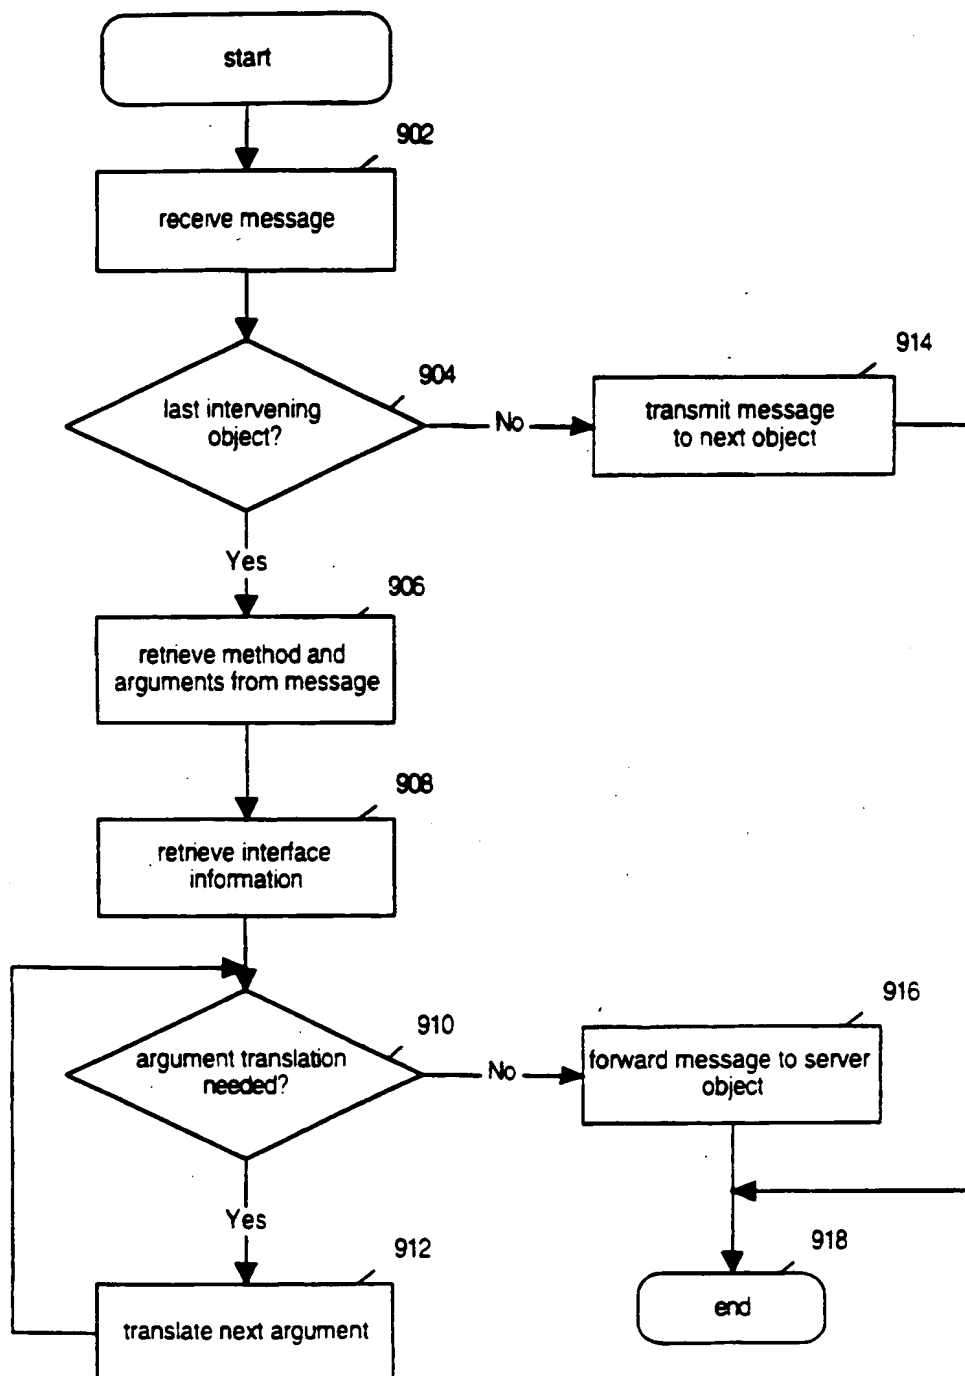 start
902
receive message
904
last intervening
object?
No
914
transmit message
to next object
Yes
906
retrieve method and
arguments from message
908
retrieve interface
information
910
argument translation
needed?
No
916
forward message to server
object
Yes
912
translate next argument
918
end